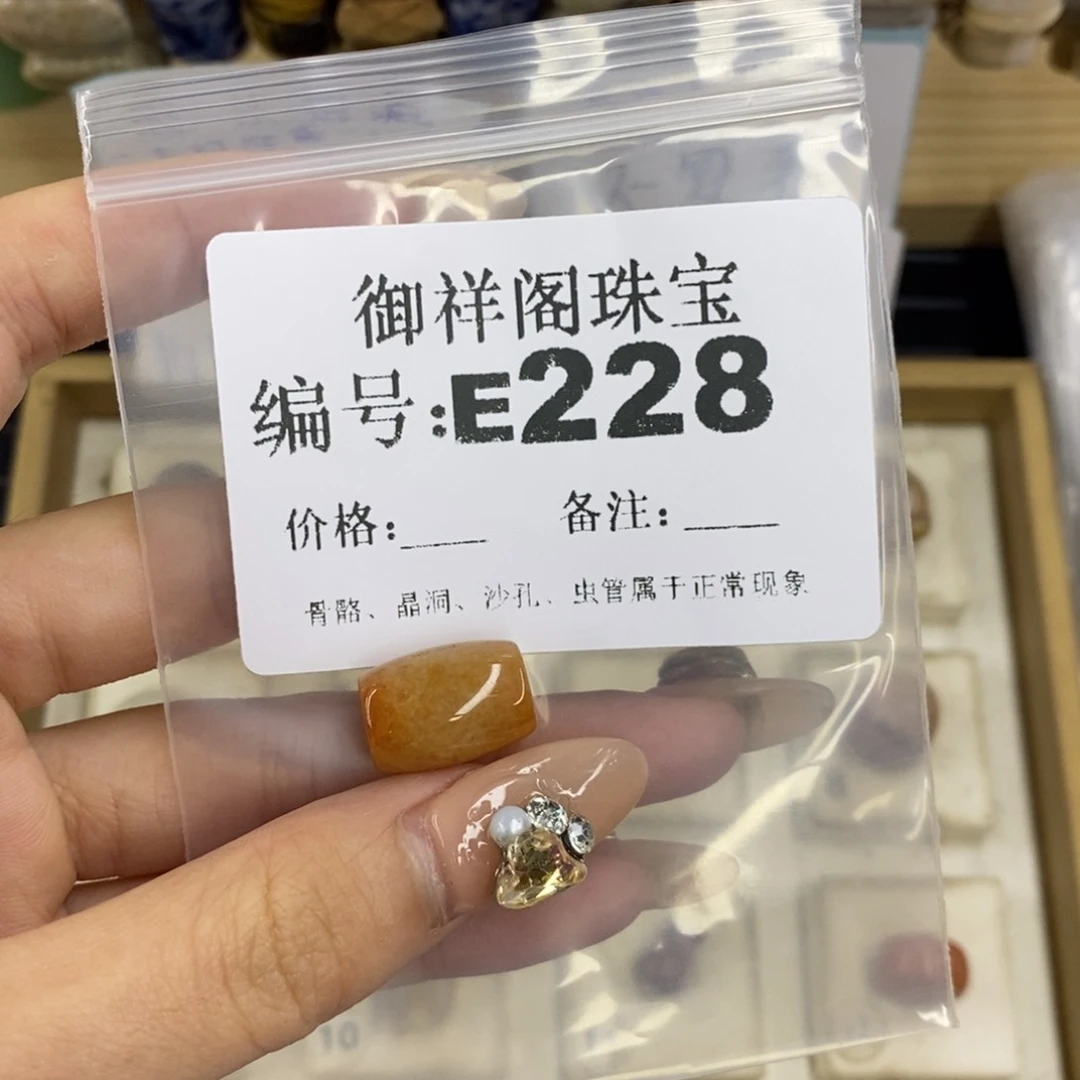 御祥阁珠宝
编号:E228
价格:____ 备注:____
骨骼、晶洞、沙孔、虫管属于正常现象
10